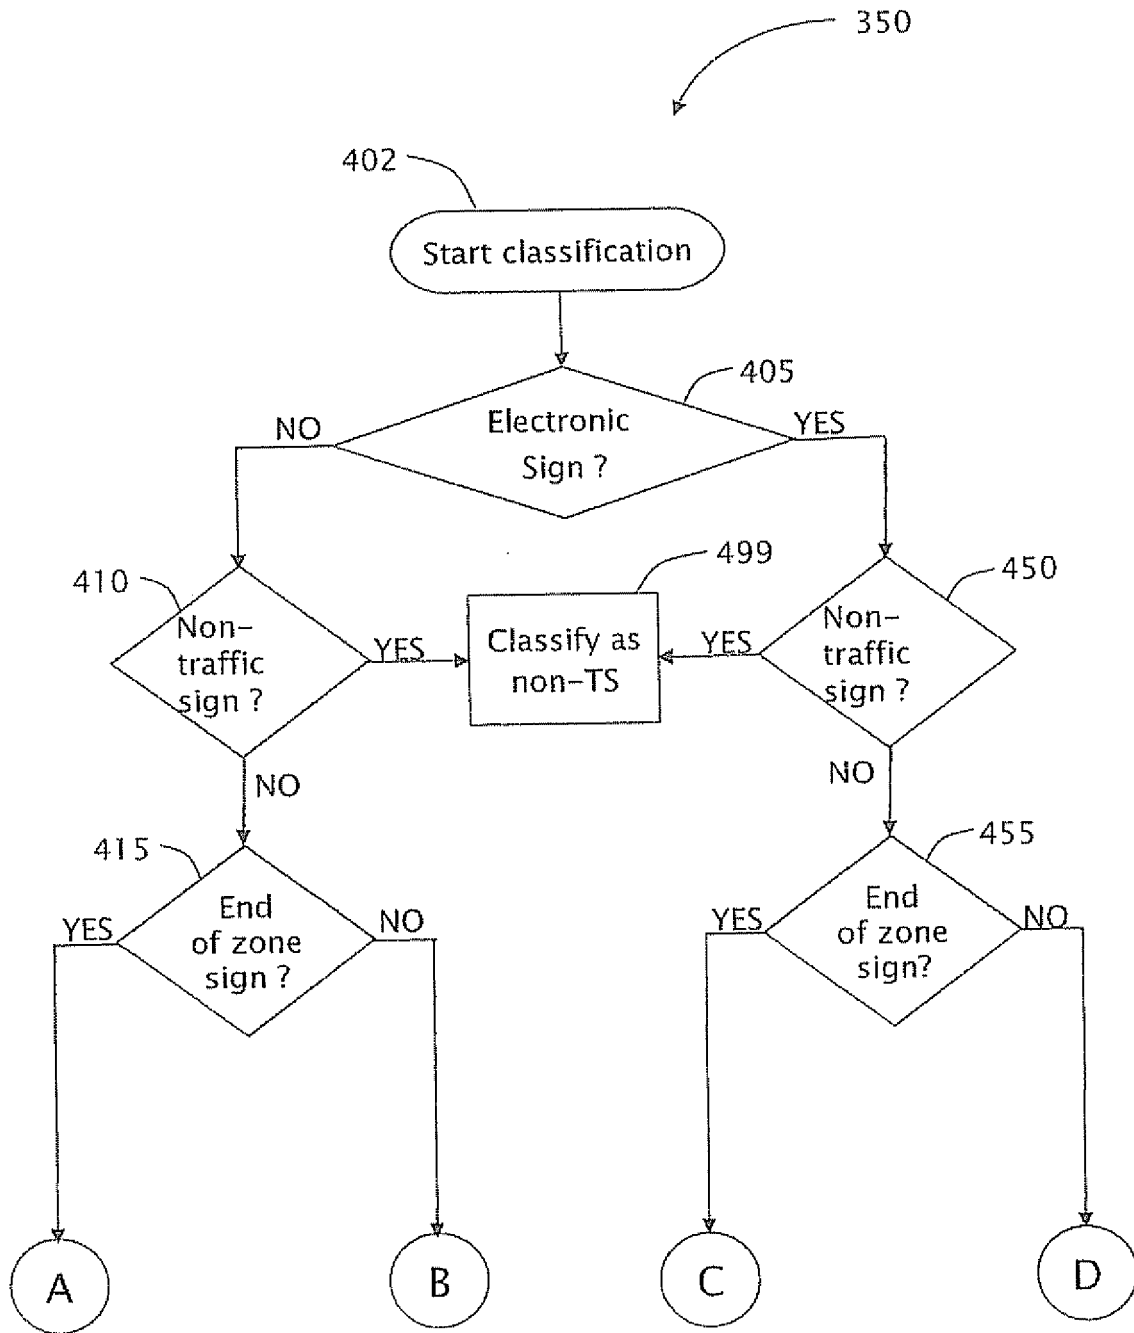 350
402
Start classification
405
NO
Electronic
Sign ?
YES
499
410
Non-
traffic
sign ?
YES
Classify as
non-TS
YES
450
Non-
traffic
sign ?
NO
NO
415
End
of zone
sign ?
YES
NO
455
End
of zone
sign?
YES
NO
A
B
C
D